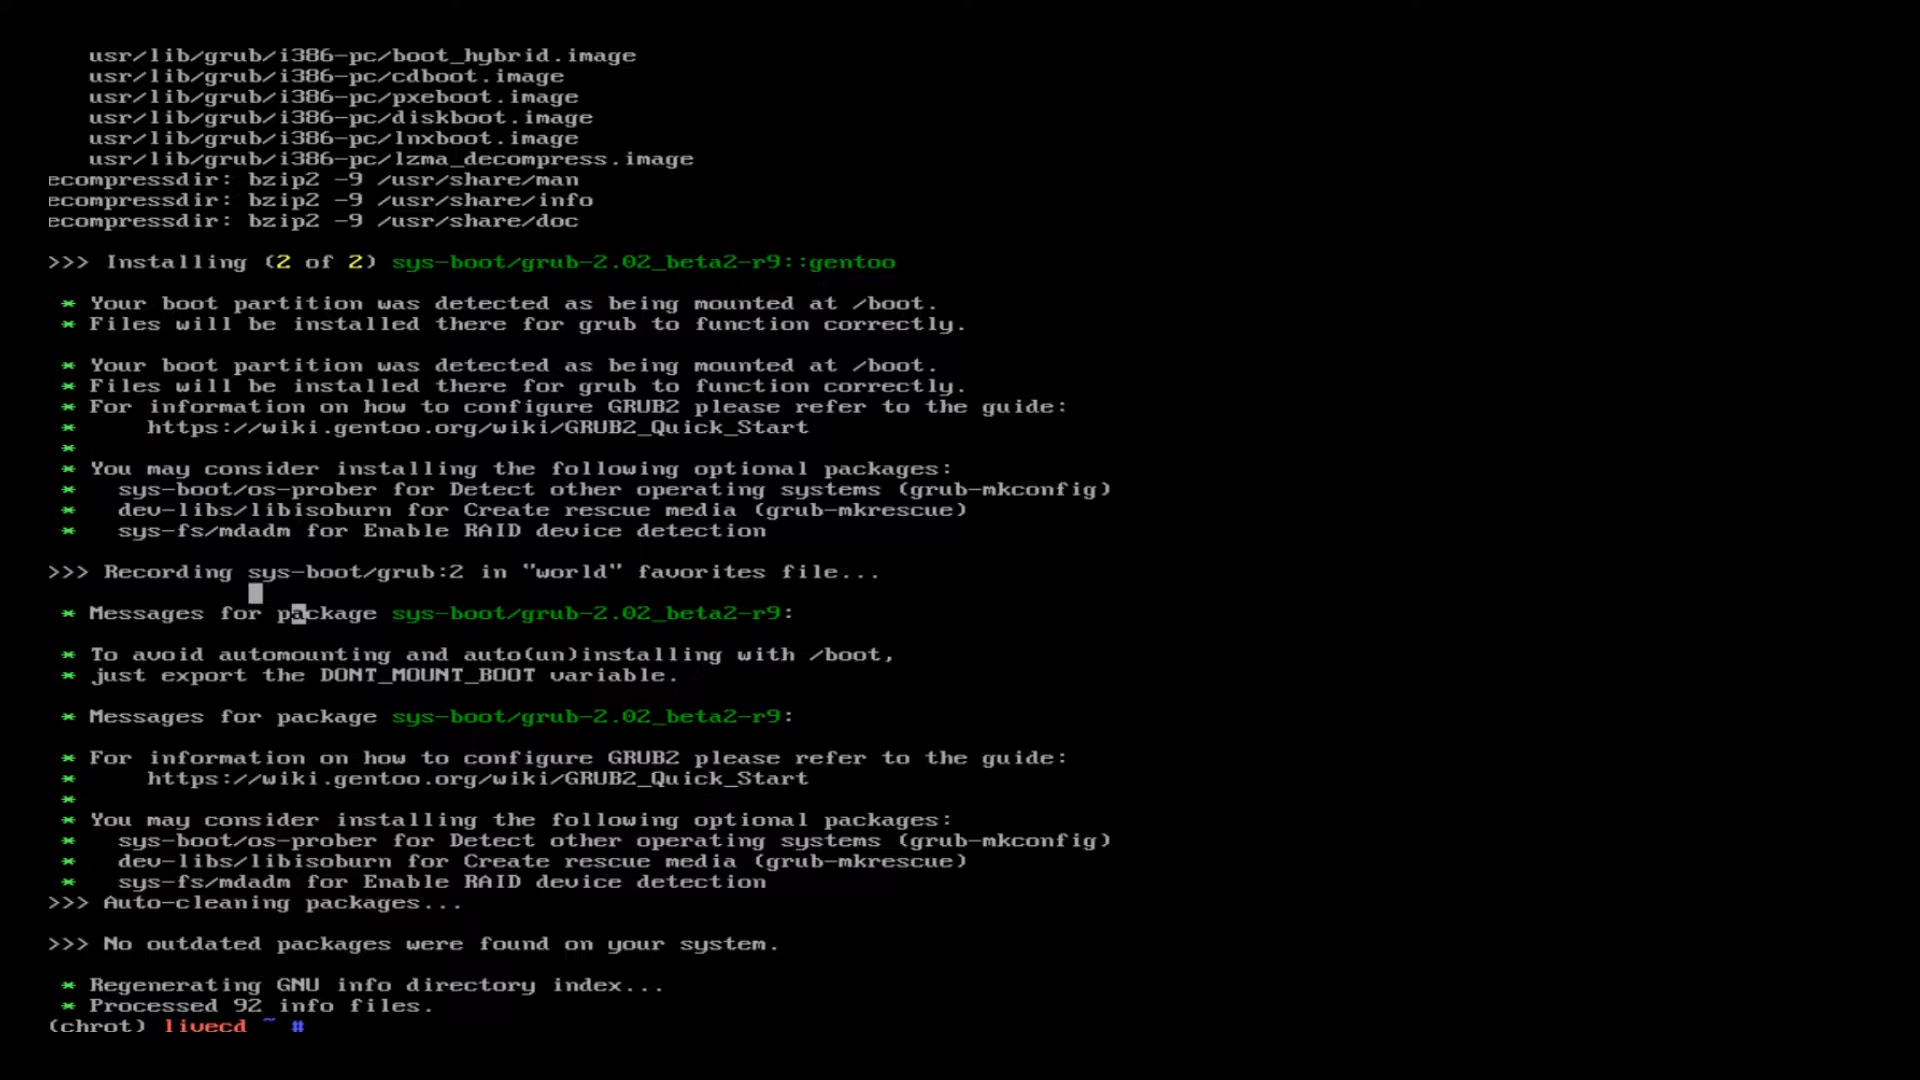 usr/lib/grub/i386-pc/boot_hybrid.image
usr/lib/grub/i386-pc/cdboot.image
usr/lib/grub/i386-pc/pxeboot.image
usr/lib/grub/i386-pc/diskboot.image
usr/lib/grub/i386-pc/lnxboot.image
usr/lib/grub/i386-pc/lzma_decompress.image
ecompressdir: bzip2 -9 /usr/share/man
ecompressdir: bzip2 -9 /usr/share/info
ecompressdir: bzip2 -9 /usr/share/doc
>>> Installing (2 of 2) sys-boot/grub-2.02_beta2-r9::gentoo
* Your boot partition was detected as being mounted at /boot.
* Files will be installed there for grub to function correctly.
* Your boot partition was detected as being mounted at /boot.
* Files will be installed there for grub to function correctly.
* For information on how to configure GRUB2 please refer to the guide:
*     https://wiki.gentoo.org/wiki/GRUB2_Quick_Start
*
* You may consider installing the following optional packages:
*   sys-boot/os-prober for Detect other operating systems (grub-mkconfig)
*   dev-libs/libisoburn for Create rescue media (grub-mkrescue)
*   sys-fs/mdadm for Enable RAID device detection
>>> Recording sys-boot/grub:2 in "world" favorites file...
* Messages for package sys-boot/grub-2.02_beta2-r9:
* To avoid automounting and auto(un)installing with /boot,
* just export the DONT_MOUNT_BOOT variable.
* Messages for package sys-boot/grub-2.02_beta2-r9:
* For information on how to configure GRUB2 please refer to the guide:
*     https://wiki.gentoo.org/wiki/GRUB2_Quick_Start
*
* You may consider installing the following optional packages:
*   sys-boot/os-prober for Detect other operating systems (grub-mkconfig)
*   dev-libs/libisoburn for Create rescue media (grub-mkrescue)
*   sys-fs/mdadm for Enable RAID device detection
>>> Auto-cleaning packages...
>>> No outdated packages were found on your system.
* Regenerating GNU info directory index...
* Processed 92 info files.
(chrot) livecd ~ #